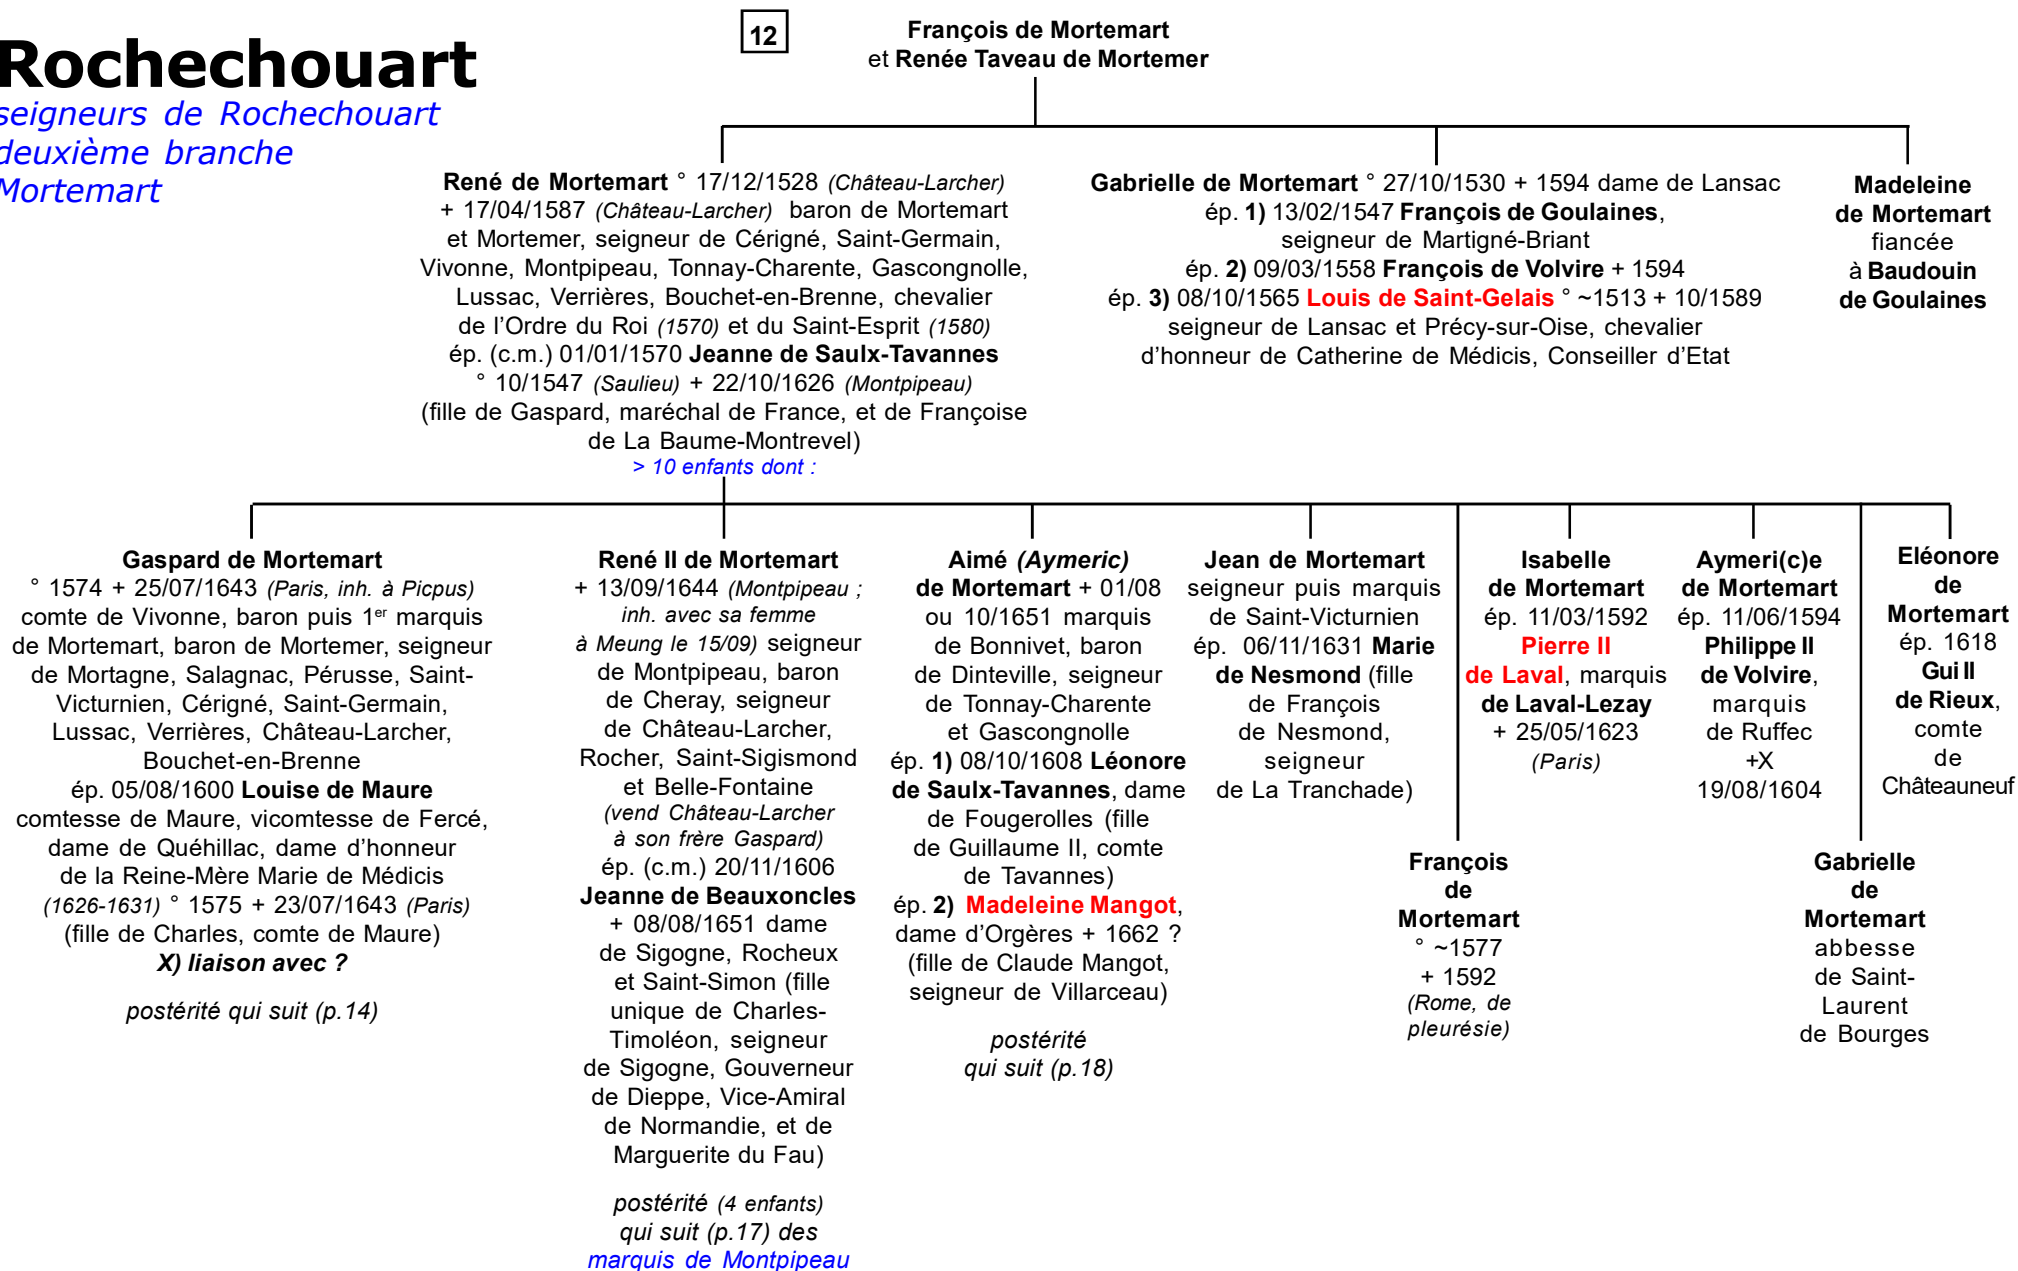 Rochechouart
seigneurs de Rochechouart
deuxième branche
Mortemart
12
François de Mortemart
et Renée Taveau de Mortemer
René de Mortemart ° 17/12/1528 (Château-Larcher)
+ 17/04/1587 (Château-Larcher) baron de Mortemart
et Mortemer, seigneur de Cérigné, Saint-Germain,
Vivonne, Montpipeau, Tonnay-Charente, Gascongnolle,
Lussac, Verrières, Bouchet-en-Brenne, chevalier
de l’Ordre du Roi (1570) et du Saint-Esprit (1580)
ép. (c.m.) 01/01/1570 Jeanne de Saulx-Tavannes
° 10/1547 (Saulieu) + 22/10/1626 (Montpipeau)
(fille de Gaspard, maréchal de France, et de Françoise
de La Baume-Montrevel)
> 10 enfants dont :
Gabrielle de Mortemart ° 27/10/1530 + 1594 dame de Lansac
ép. 1) 13/02/1547 François de Goulaines,
seigneur de Martigné-Briant
ép. 2) 09/03/1558 François de Volvire + 1594
ép. 3) 08/10/1565 Louis de Saint-Gelais ° ~1513 + 10/1589
seigneur de Lansac et Précy-sur-Oise, chevalier
d’honneur de Catherine de Médicis, Conseiller d’Etat
Madeleine
de Mortemart
fiancée
à Baudouin
de Goulaines
Gaspard de Mortemart
° 1574 + 25/07/1643 (Paris, inh. à Picpus)
comte de Vivonne, baron puis 1er marquis
de Mortemart, baron de Mortemer, seigneur
de Mortagne, Salagnac, Pérusse, Saint-
Victurnien, Cérigné, Saint-Germain,
Lussac, Verrières, Château-Larcher,
Bouchet-en-Brenne
ép. 05/08/1600 Louise de Maure
comtesse de Maure, vicomtesse de Fercé,
dame de Quéhillac, dame d’honneur
de la Reine-Mère Marie de Médicis
(1626-1631) ° 1575 + 23/07/1643 (Paris)
(fille de Charles, comte de Maure)
X) liaison avec ?
postérité qui suit (p.14)
René II de Mortemart
+ 13/09/1644 (Montpipeau ;
inh. avec sa femme
à Meung le 15/09) seigneur
de Montpipeau, baron
de Cheray, seigneur
de Château-Larcher,
Rocher, Saint-Sigismond
et Belle-Fontaine
(vend Château-Larcher
à son frère Gaspard)
ép. (c.m.) 20/11/1606
Jeanne de Beauxoncles
+ 08/08/1651 dame
de Sigogne, Rocheux
et Saint-Simon (fille
unique de Charles-
Timoléon, seigneur
de Sigogne, Gouverneur
de Dieppe, Vice-Amiral
de Normandie, et de
Marguerite du Fau)
postérité (4 enfants)
qui suit (p.17) des
marquis de Montpipeau
Aimé (Aymeric)
de Mortemart + 01/08
ou 10/1651 marquis
de Bonnivet, baron
de Dinteville, seigneur
de Tonnay-Charente
et Gascongnolle
ép. 1) 08/10/1608 Léonore
de Saulx-Tavannes, dame
de Fougerolles (fille
de Guillaume II, comte
de Tavannes)
ép. 2) Madeleine Mangot,
dame d’Orgères + 1662 ?
(fille de Claude Mangot,
seigneur de Villarceau)
postérité
qui suit (p.18)
Jean de Mortemart
seigneur puis marquis
de Saint-Victurnien
ép. 06/11/1631 Marie
de Nesmond (fille
de François
de Nesmond,
seigneur
de La Tranchade)
François
de
Mortemart
° ~1577
+ 1592
(Rome, de
pleurésie)
Isabelle
de Mortemart
ép. 11/03/1592
Pierre II
de Laval, marquis
de Laval-Lezay
+ 25/05/1623
(Paris)
Aymeri(c)e
de Mortemart
ép. 11/06/1594
Philippe II
de Volvire,
marquis
de Ruffec
+X
19/08/1604
Gabrielle
de
Mortemart
abbesse
de Saint-
Laurent
de Bourges
Eléonore
de
Mortemart
ép. 1618
Gui II
de Rieux,
comte
de
Châteauneuf